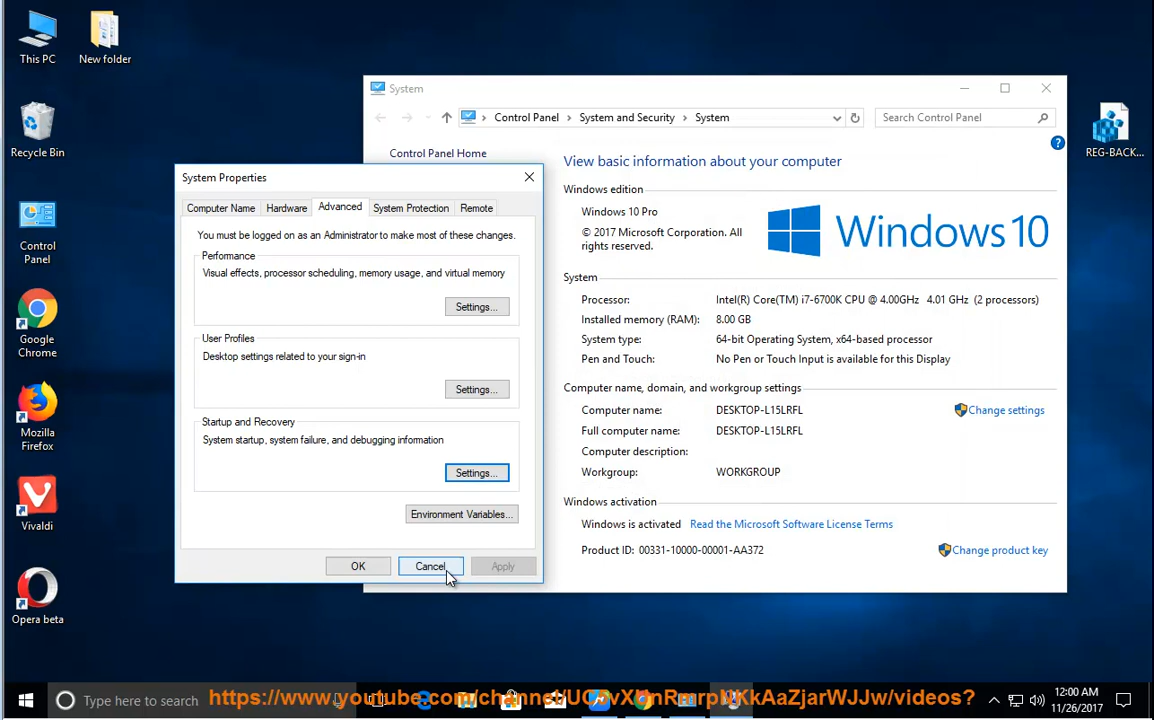 This PC
New folder
Recycle Bin
Control
Panel
Google
Chrome
Mozilla
Firefox
Vivaldi
Opera beta
REG-BACK...
System
Control Panel
System and Security
System
Search Control Panel
Control Panel Home
View basic information about your computer
Windows edition
Windows 10 Pro
© 2017 Microsoft Corporation. All
rights reserved.
Windows 10
System
Processor: Intel(R) Core(TM) i7-6700K CPU @ 4.00GHz 4.01 GHz (2 processors)
Installed memory (RAM): 8.00 GB
System type: 64-bit Operating System, x64-based processor
Pen and Touch: No Pen or Touch Input is available for this Display
Computer name, domain, and workgroup settings
Computer name: DESKTOP-L15LRFL
Change settings
Full computer name: DESKTOP-L15LRFL
Computer description:
Workgroup: WORKGROUP
Windows activation
Windows is activated Read the Microsoft Software License Terms
Product ID: 00331-10000-00001-AA372
Change product key
System Properties
Computer Name Hardware Advanced System Protection Remote
You must be logged on as an Administrator to make most of these changes.
Performance
Visual effects, processor scheduling, memory usage, and virtual memory
Settings...
User Profiles
Desktop settings related to your sign-in
Settings...
Startup and Recovery
System startup, system failure, and debugging information
Settings...
Environment Variables...
OK Cancel Apply
Type here to search
12:00 AM
11/26/2017